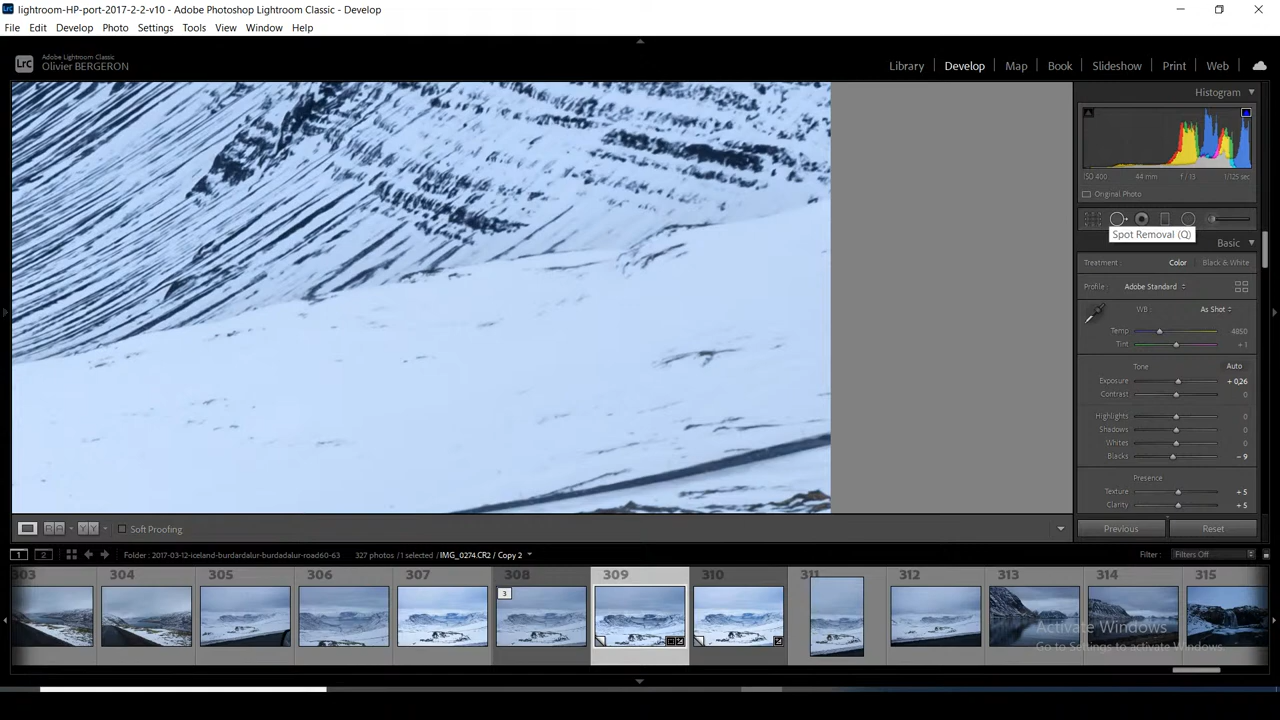 lightroom-HP-port-2017-2-2-v10 - Adobe Photoshop Lightroom Classic - Develop
File Edit Develop Photo Settings Tools View Window Help
Lrc
Adobe Lightroom Classic
Olivier BERGERON
Library Develop Map Book Slideshow Print Web
Histogram
ISO 400 44 mm f / 13 1/125 sec
Original Photo
Spot Removal (Q)
Basic
Treatment : Color Black & White
Profile: Adobe Standard
WB : As Shot
Temp 4850
Tint + 1
Tone Auto
Exposure + 0,26
Contrast 0
Highlights 0
Shadows 0
Whites 0
Blacks - 9
Presence
Texture + 5
Clarity + 5
Previous Reset
Soft Proofing
1 2 Folder : 2017-03-12-iceland-burdardalur-burdadalur-road60-63 327 photos / 1 selected / IMG_0274.CR2 / Copy 2 Filter : Filters Off
303 304 305 306 307 308 309 310 311 312 313 314 315
3
Activate Windows
Go to Settings to activate Windows.